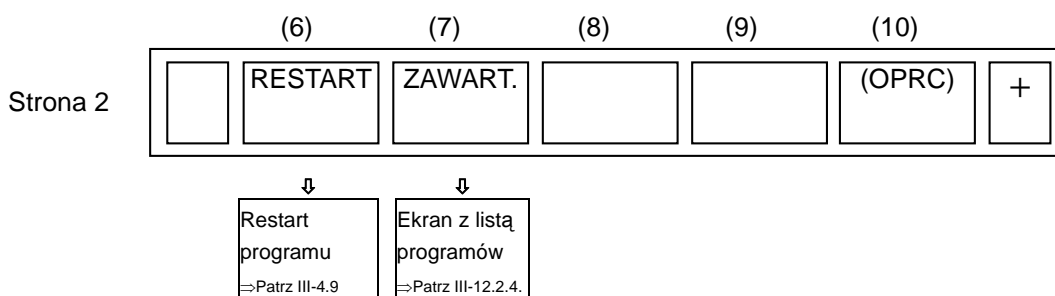 (6) (7) (8) (9) (10)
Strona 2
RESTART ZAWART. (OPRC) +
⇩ ⇩
Restart
programu
⇒Patrz III-4.9
Ekran z listą
programów
⇒Patrz III-12.2.4.